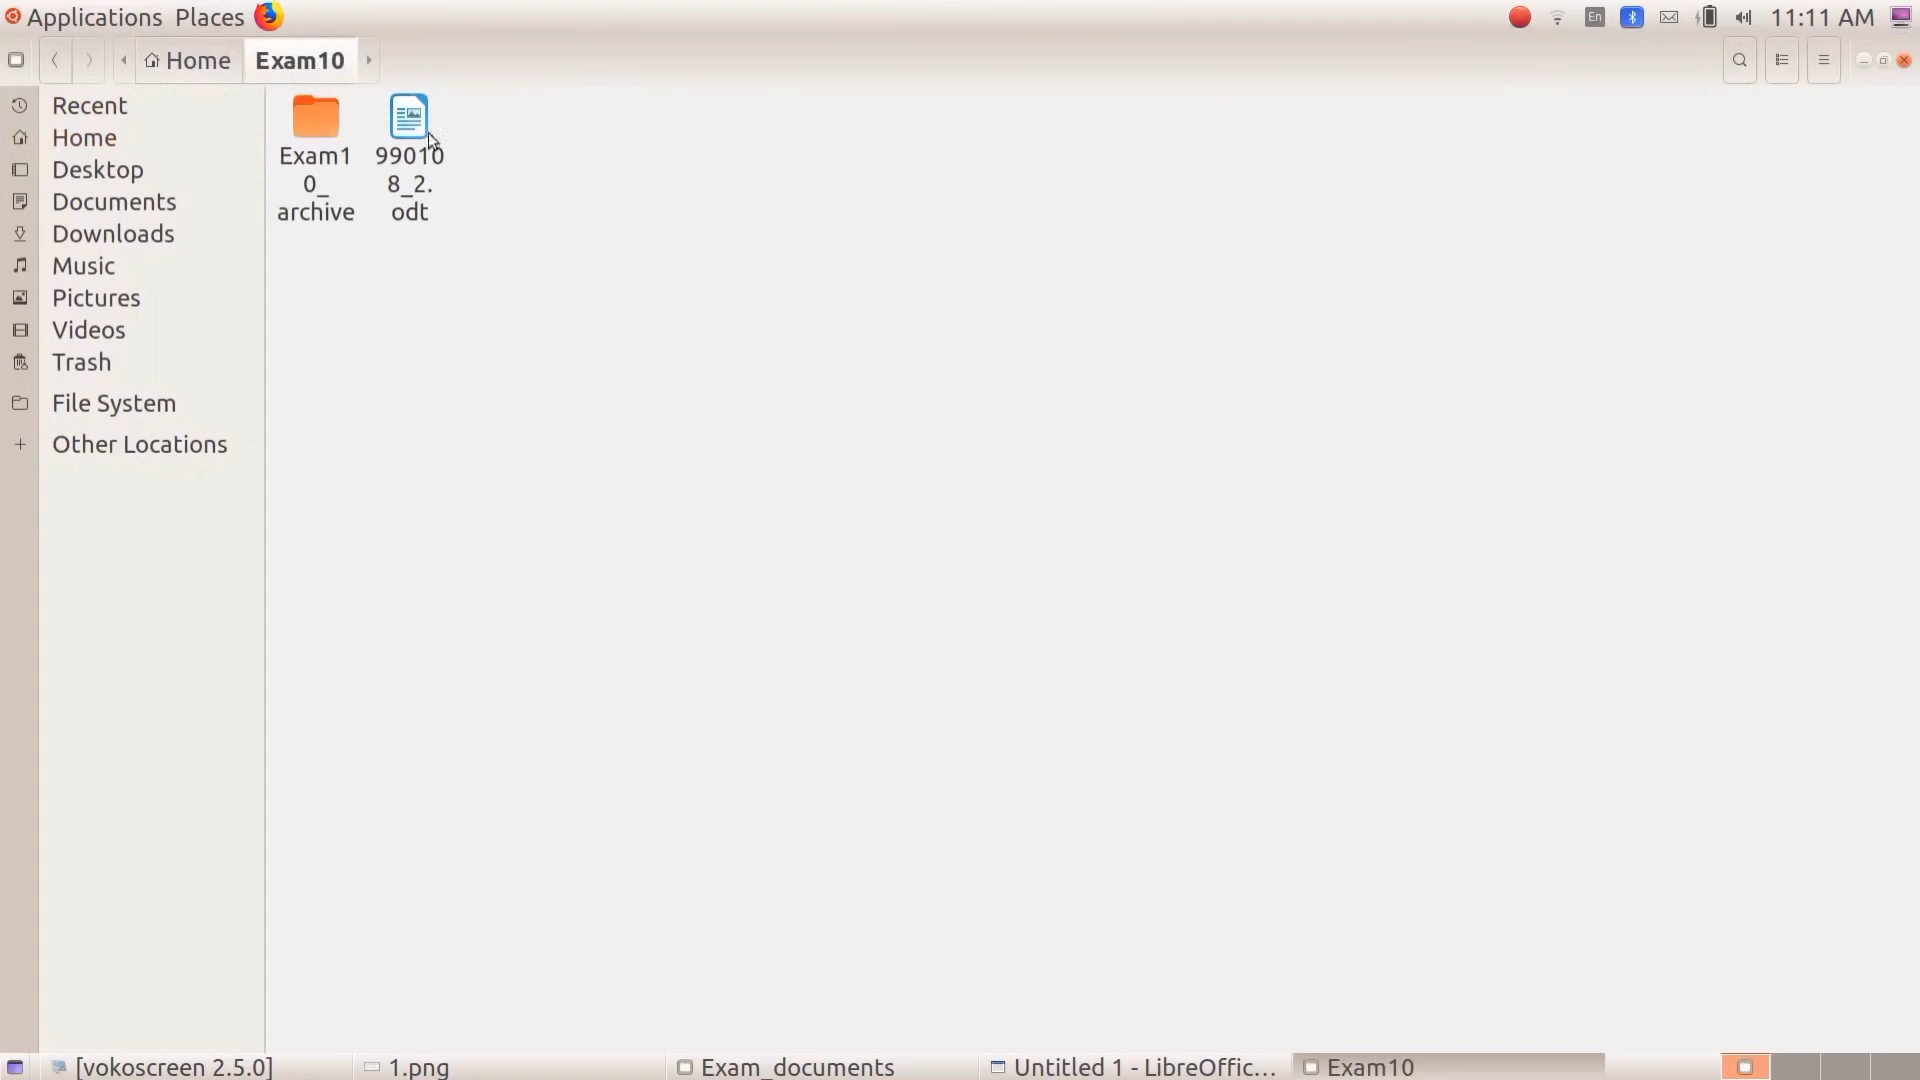 Applications Places
En
11:11 AM
Home
Exam10
Recent
Home
Desktop
Documents
Downloads
Music
Pictures
Videos
Trash
File System
Other Locations
Exam1
0_
archive
99010
8_2.
odt
[vokoscreen 2.5.0]
1.png
Exam_documents
Untitled 1 - LibreOffic...
Exam10